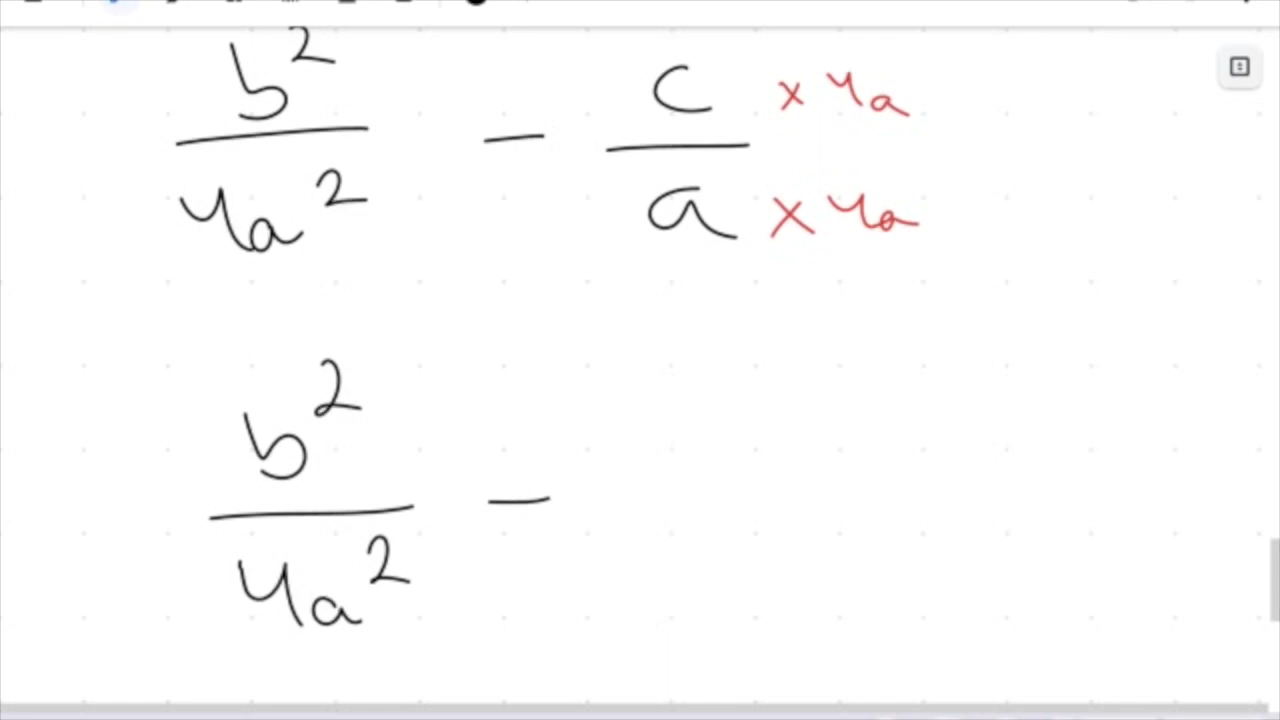 b² / 4a² − c × 4a / a × 4a
b² / 4a² −